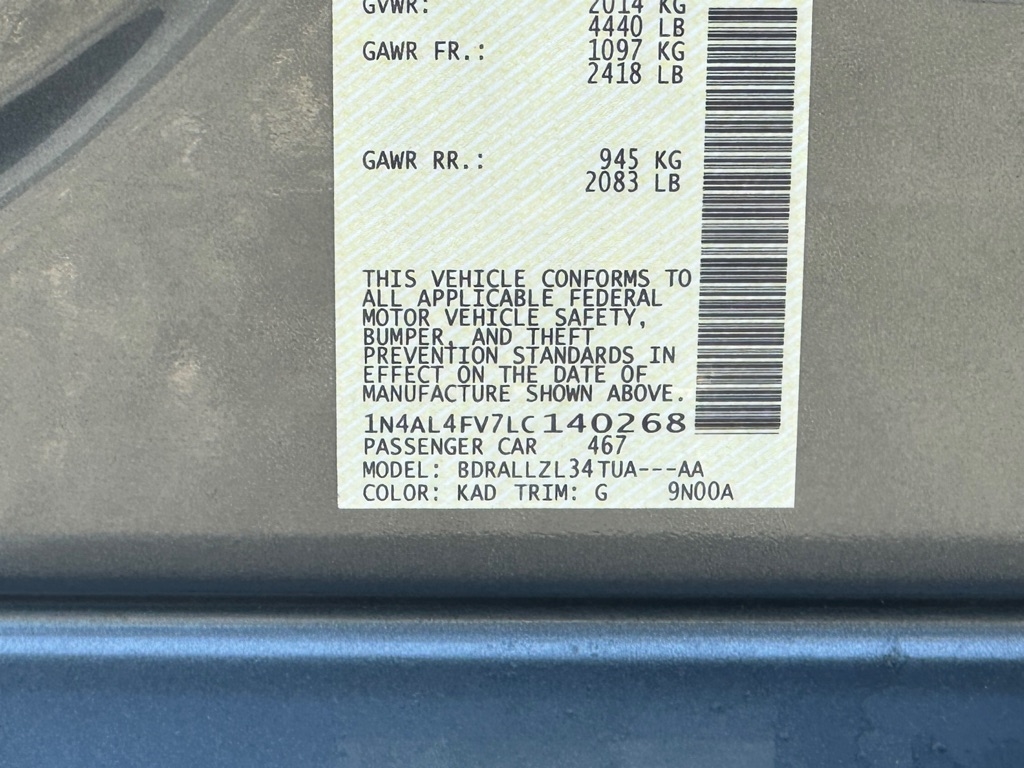 GVWR: 2014 KG
4440 LB
GAWR FR.: 1097 KG
2418 LB
GAWR RR.: 945 KG
2083 LB
THIS VEHICLE CONFORMS TO
ALL APPLICABLE FEDERAL
MOTOR VEHICLE SAFETY,
BUMPER, AND THEFT
PREVENTION STANDARDS IN
EFFECT ON THE DATE OF
MANUFACTURE SHOWN ABOVE.
1N4AL4FV7LC140268
PASSENGER CAR 467
MODEL: BDRALLZL34TUA---AA
COLOR: KAD TRIM: G 9N00A